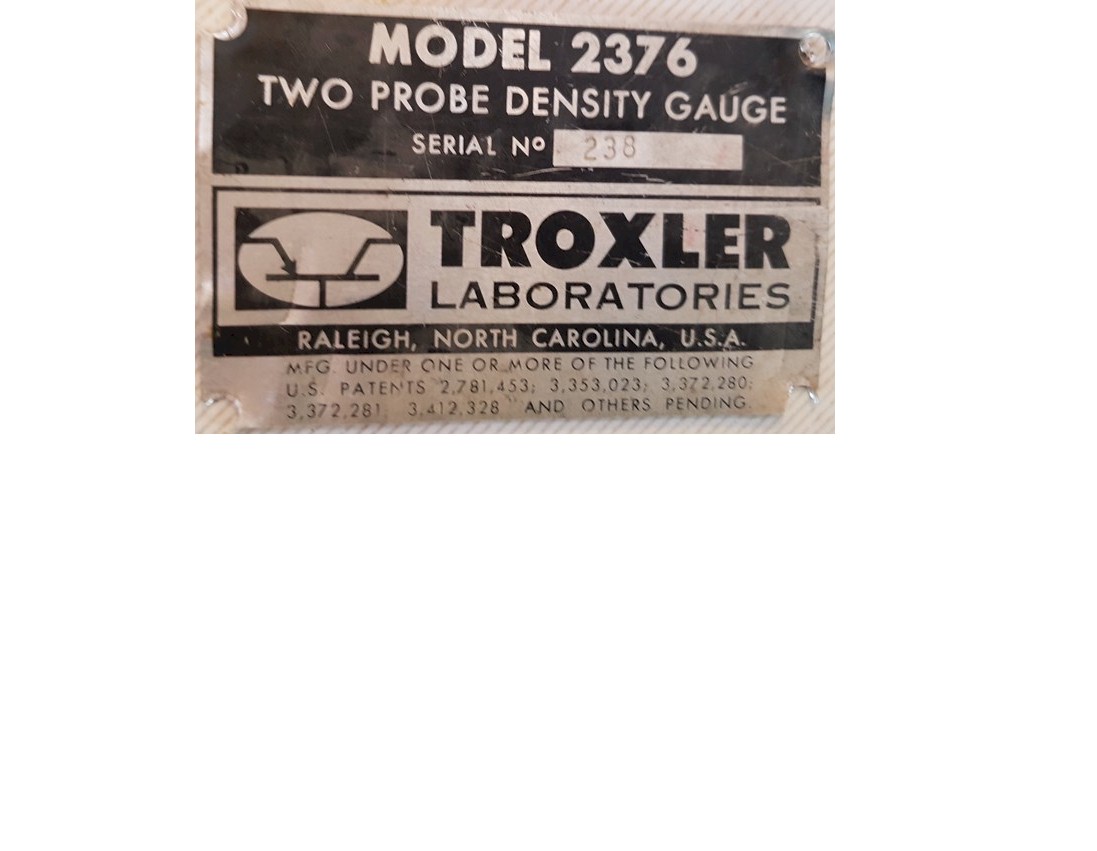 MODEL 2376
TWO PROBE DENSITY GAUGE
SERIAL Nº 238
TROXLER
LABORATORIES
RALEIGH, NORTH CAROLINA, U.S.A.
MFG. UNDER ONE OR MORE OF THE FOLLOWING
U.S. PATENTS 2,781,453; 3,353,023; 3,372,280;
3,372,281; 3,412,328 AND OTHERS PENDING.